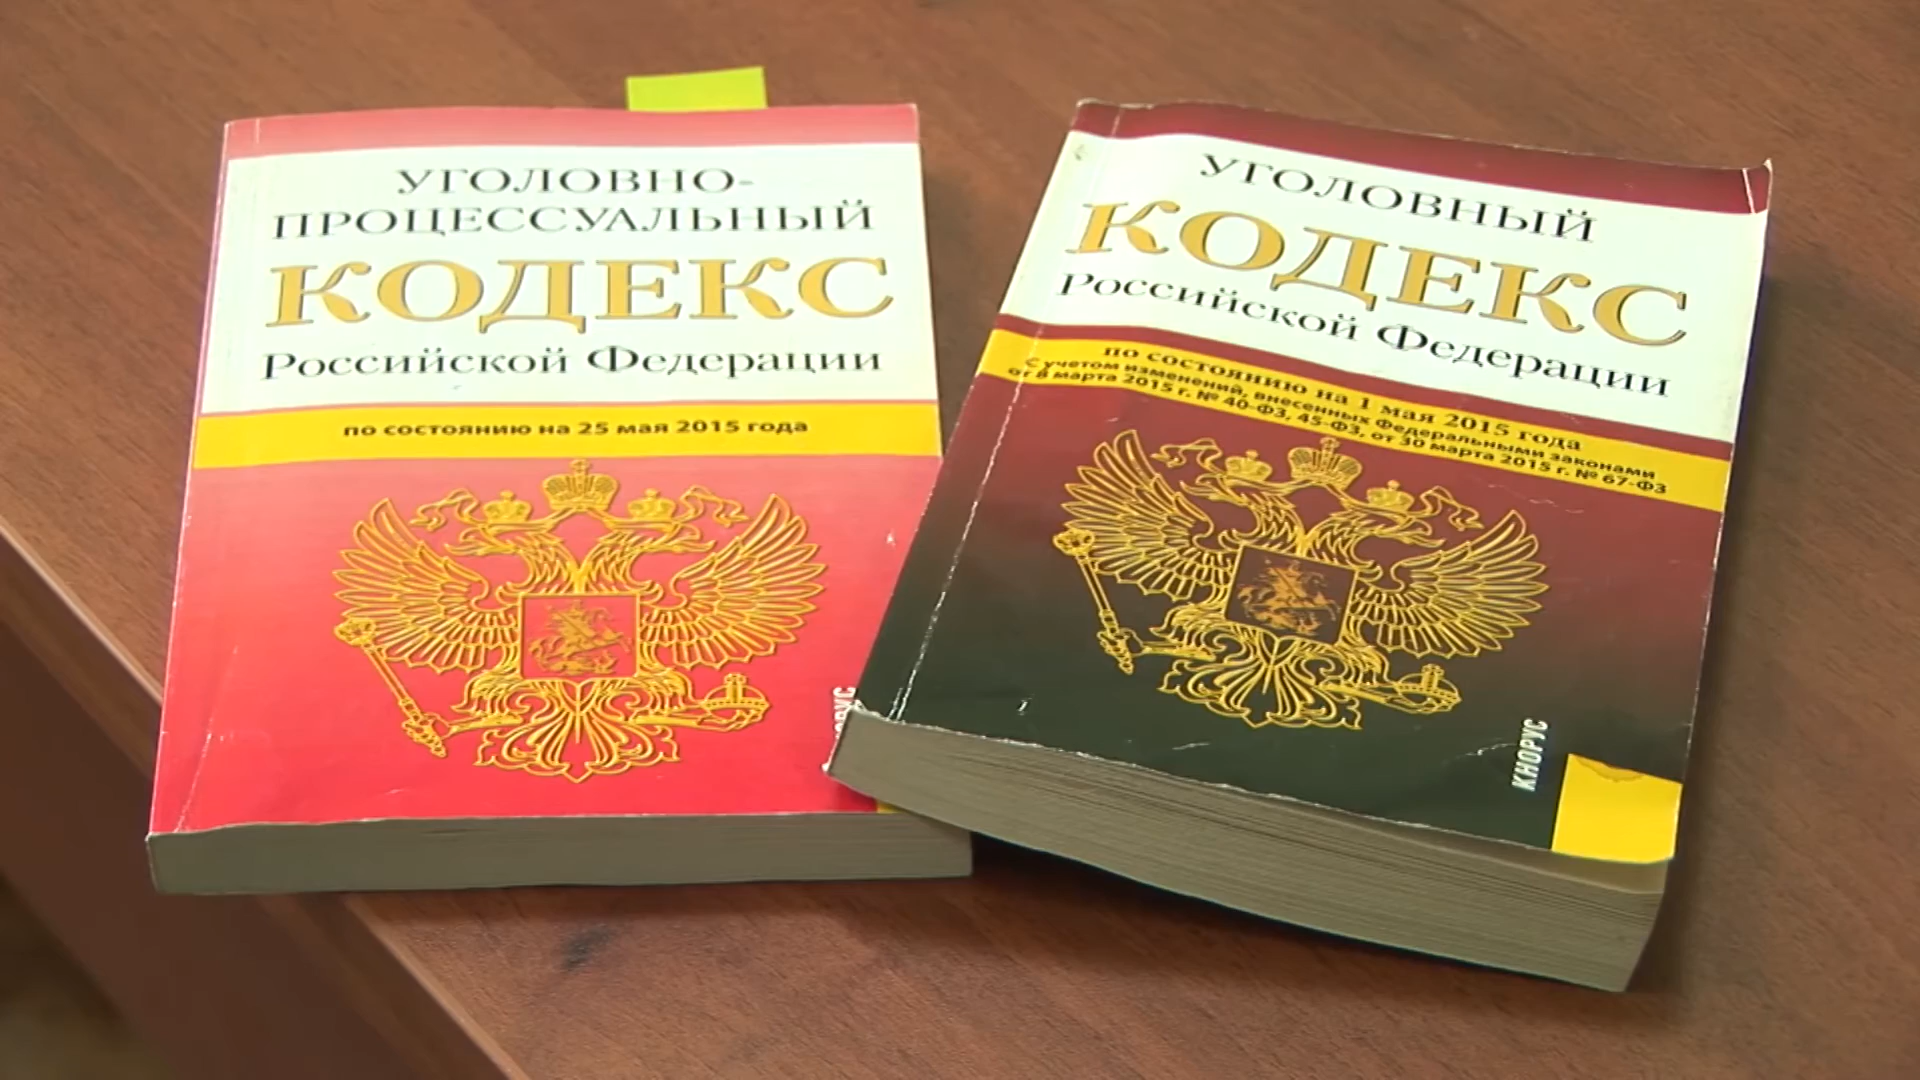 УГОЛОВНО-
ПРОЦЕССУАЛЬНЫЙ
КОДЕКС
Российской Федерации
по состоянию на 25 мая 2015 года
УГОЛОВНЫЙ
КОДЕКС
Российской Федерации
по состоянию на 1 мая 2015 года
С учетом изменений, внесенных Федеральными законами
от 8 марта 2015 г. № 40-ФЗ, 45-ФЗ, от 30 марта 2015 г. № 67-ФЗ
КНОРУС